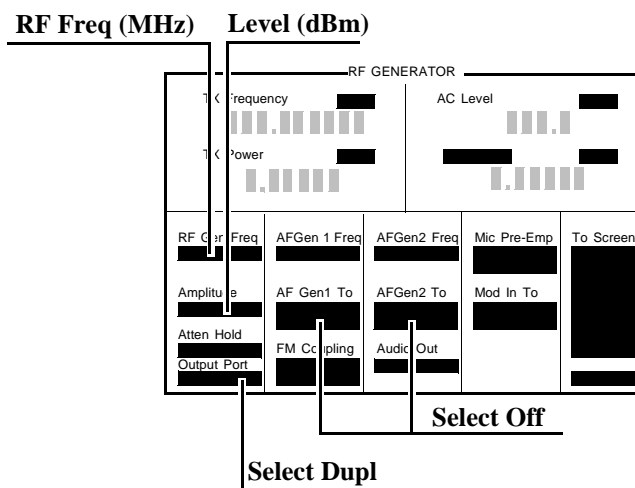 RF Freq (MHz) Level (dBm)
RF GENERATOR
TX Frequency AC Level
TX Power
RF Gen Freq AFGen 1 Freq AFGen2 Freq Mic Pre-Emp To Screen
Amplitude AF Gen1 To AFGen2 To Mod In To
Atten Hold
FM Coupling Audio Out
Output Port
Select Off
Select Dupl